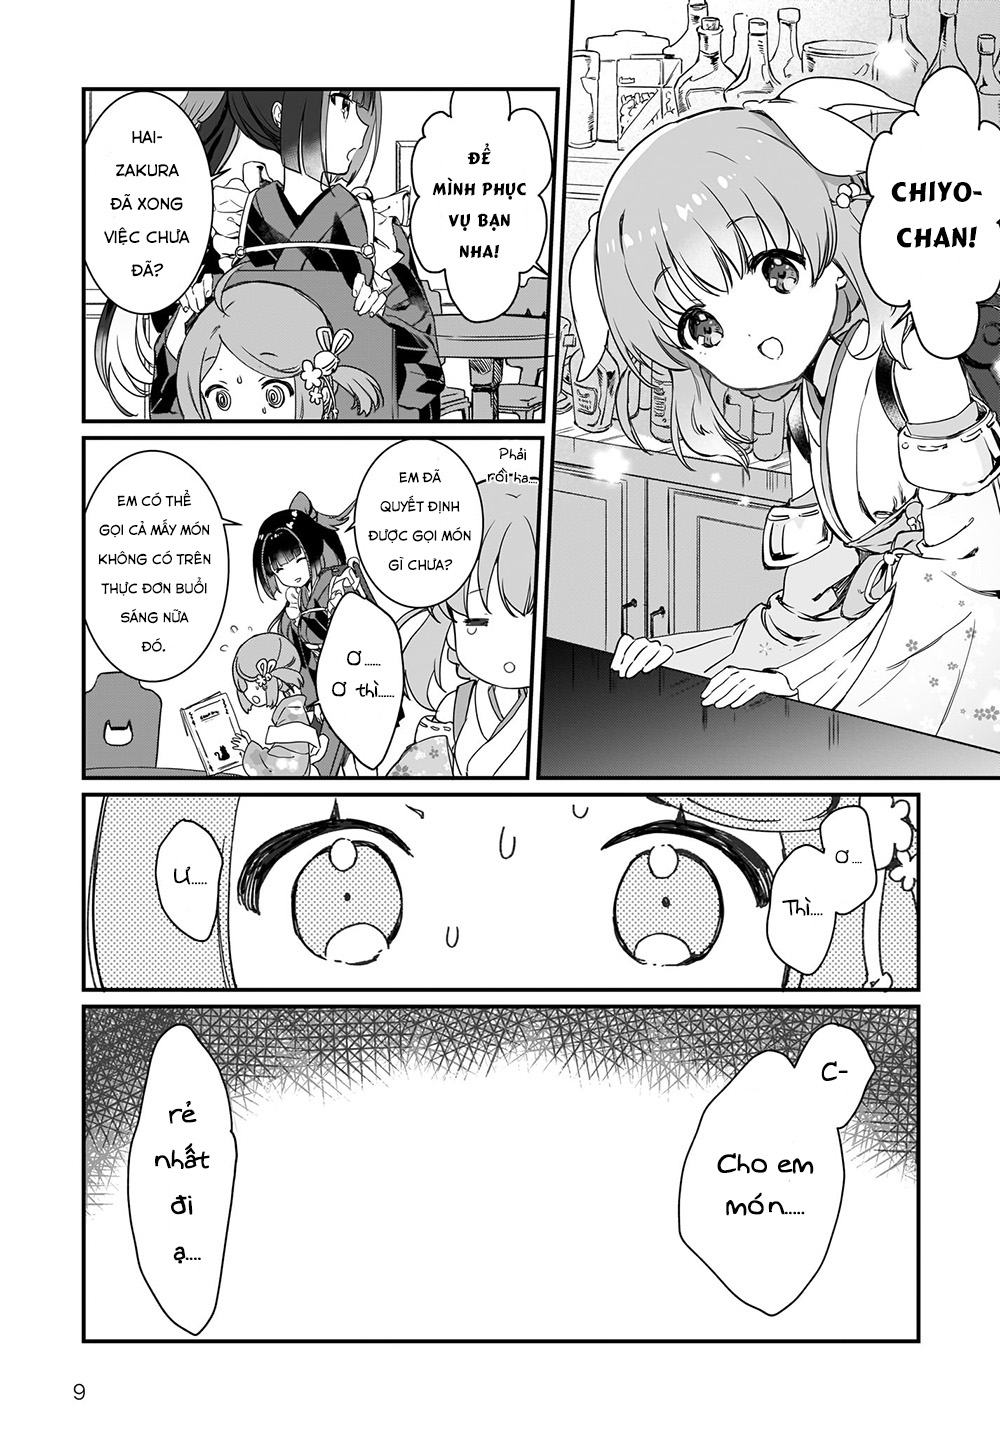 CHIYO-
CHAN!
ĐỂ
MÌNH PHỤC
VỤ BẠN
NHA!
HAI-
ZAKURA
ĐÃ XONG
VIỆC CHƯA
ĐÃ?
Phải
rồi ha...
EM ĐÃ
QUYẾT ĐỊNH
ĐƯỢC GỌI MÓN
GÌ CHƯA?
Ơ......
Ơ thì.....
EM CÓ THỂ
GỌI CẢ MẤY MÓN
KHÔNG CÓ TRÊN
THỰC ĐƠN BUỔI
SÁNG NỮA
ĐÓ.
Ơ....
Thì....
Ư.....
C-
Cho em
món.....
rẻ
nhất
đi
ạ....
9